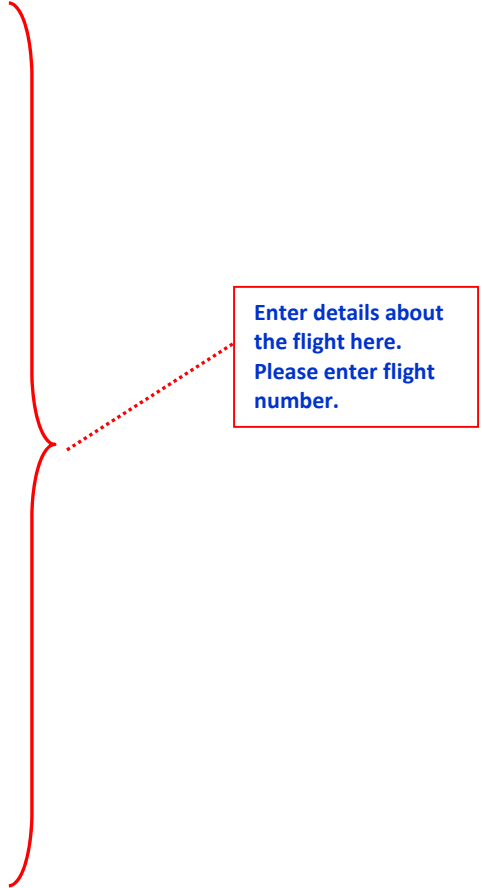 Enter details about
the flight here.
Please enter flight
number.